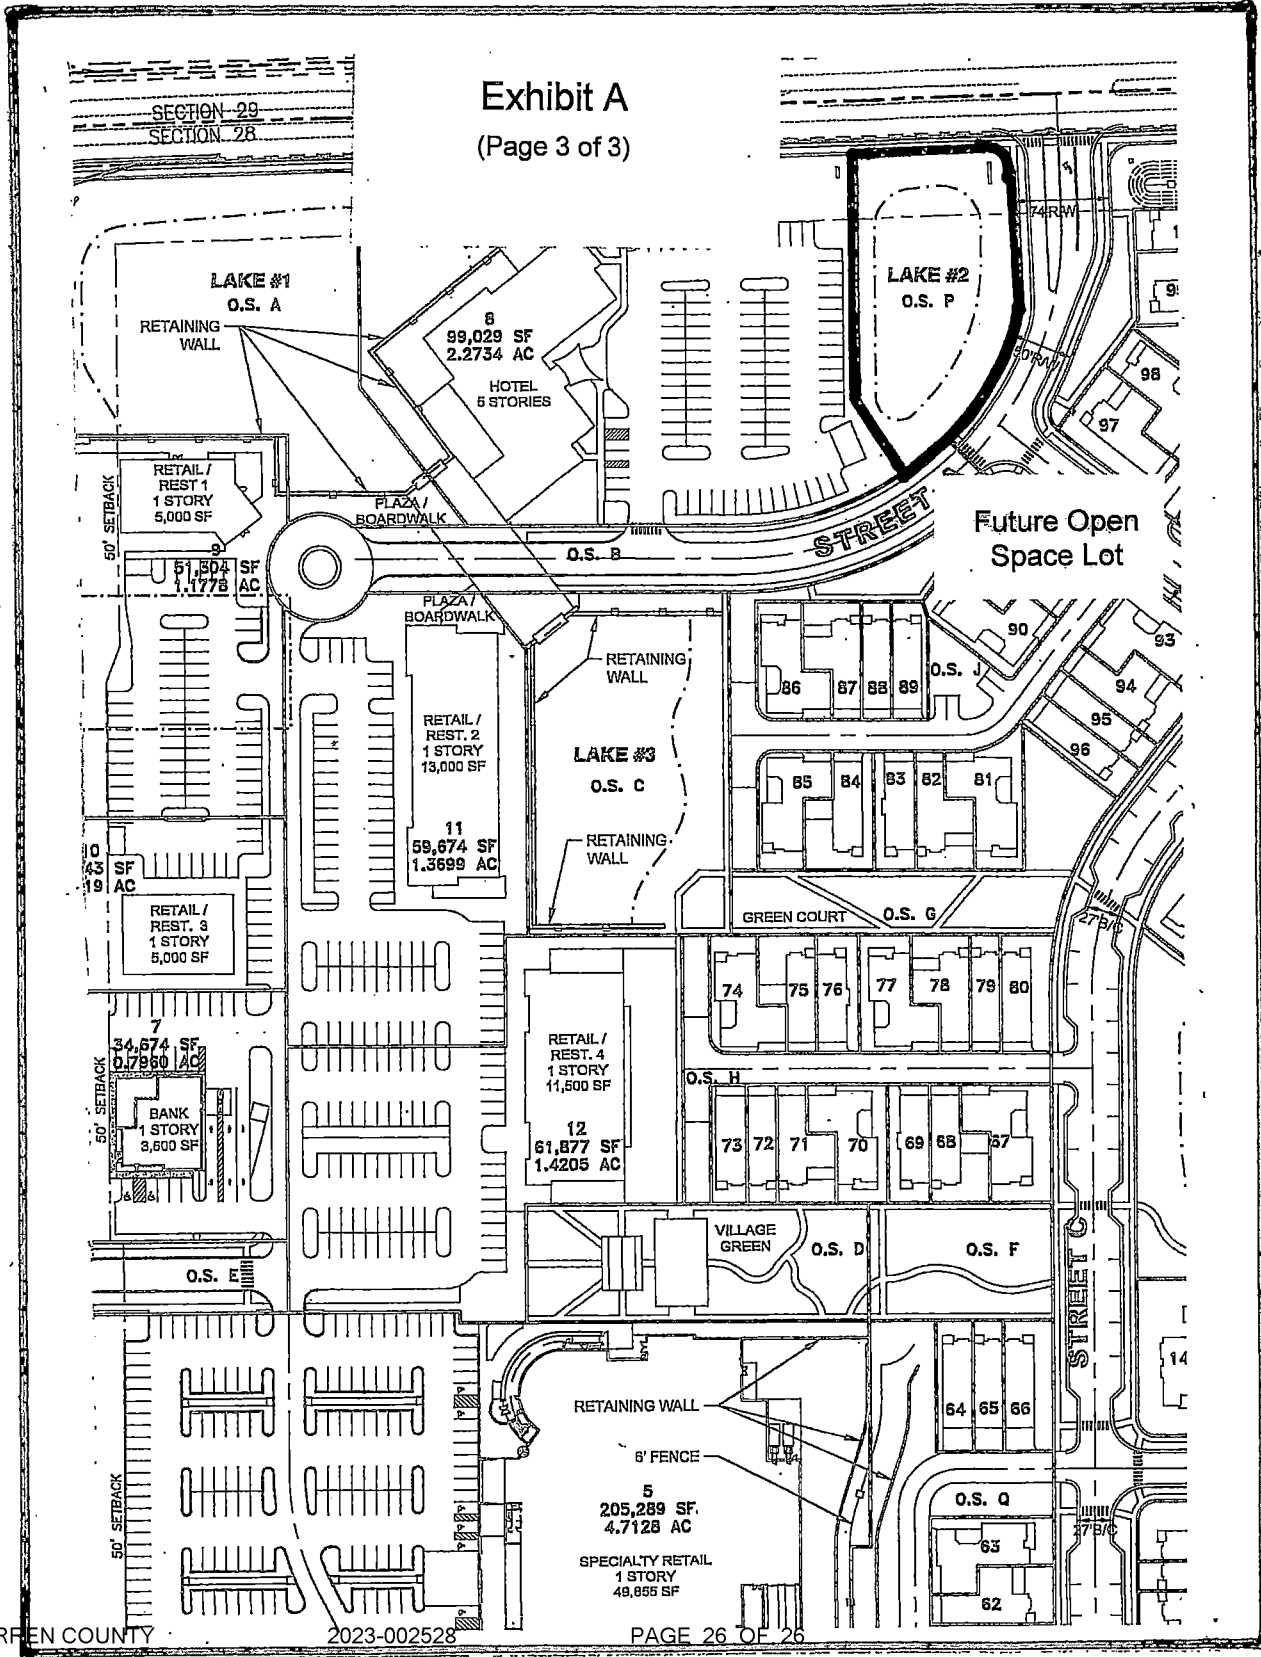 Exhibit A
(Page 3 of 3)
SECTION 29
SECTION 28
LAKE #1
O.S. A
RETAINING
WALL
8
99,029 SF
2.2734 AC
HOTEL
5 STORIES
LAKE #2
O.S. P
74'R/W
98
97
RETAIL /
REST 1
1 STORY
5,000 SF
50' SETBACK
PLAZA /
BOARDWALK
9
51,304 SF
1.1778 AC
O.S. B
STREET
Future Open
Space Lot
PLAZA /
BOARDWALK
RETAINING
WALL
86
87
88
89
90
O.S. J
93
94
95
96
RETAIL /
REST. 2
1 STORY
13,000 SF
LAKE #3
O.S. C
RETAINING
WALL
85
84
83
82
81
11
59,674 SF
1.3699 AC
0
43 SF
19 AC
RETAIL /
REST. 3
1 STORY
5,000 SF
GREEN COURT
O.S. G
27'B/C
74
75
76
77
78
79
80
7
34,674 SF
0.7960 AC
50' SETBACK
BANK
1 STORY
3,600 SF
RETAIL /
REST. 4
1 STORY
11,500 SF
12
61,877 SF
1.4205 AC
O.S. H
73
72
71
70
69
68
67
VILLAGE
GREEN
O.S. D
O.S. F
STREET C
O.S. E
RETAINING WALL
6' FENCE
64
65
66
14
50' SETBACK
5
205,289 SF.
4.7128 AC
SPECIALTY RETAIL
1 STORY
49,855 SF
O.S. Q
27'B/C
63
62
RREN COUNTY
2023-002528
PAGE 26 OF 26